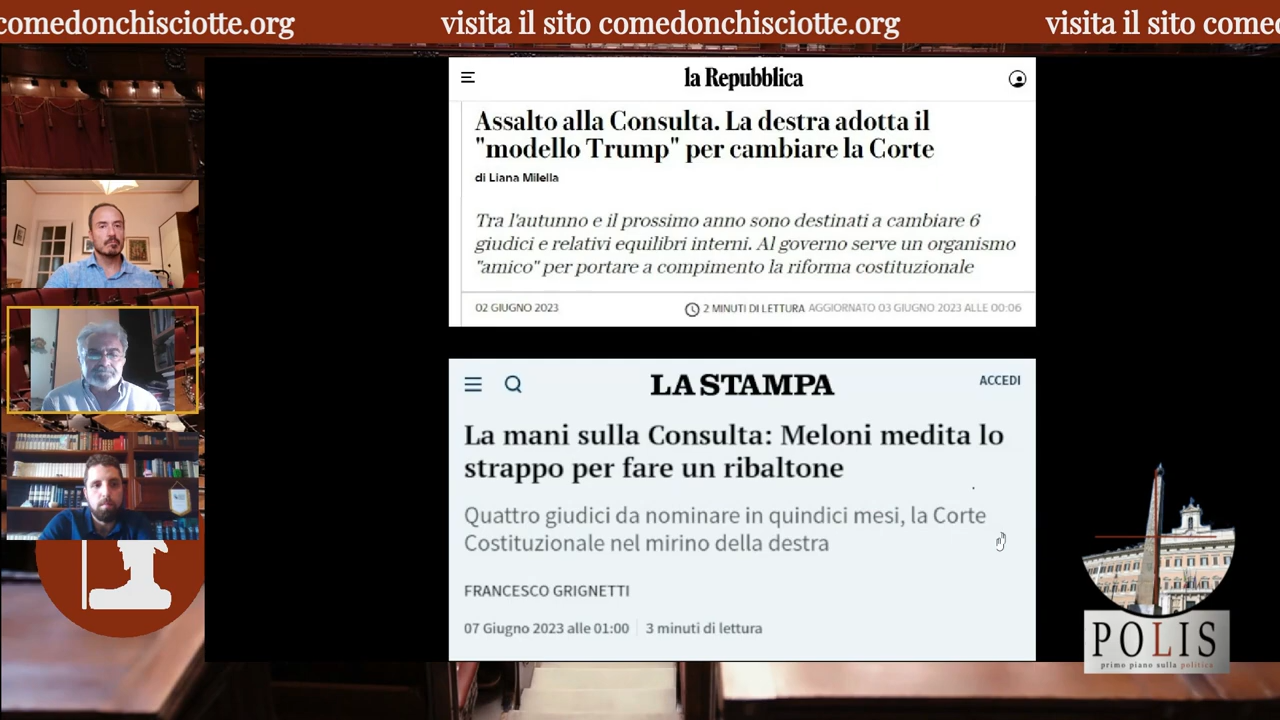 comedonchisciotte.org visita il sito comedonchisciotte.org visita il sito
la Repubblica
Assalto alla Consulta. La destra adotta il
"modello Trump" per cambiare la Corte
di Liana Milella
Tra l'autunno e il prossimo anno sono destinati a cambiare 6
giudici e relativi equilibri interni. Al governo serve un organismo
"amico" per portare a compimento la riforma costituzionale
02 GIUGNO 2023 2 MINUTI DI LETTURA AGGIORNATO 03 GIUGNO 2023 ALLE 00:06
LA STAMPA ACCEDI
La mani sulla Consulta: Meloni medita lo
strappo per fare un ribaltone
Quattro giudici da nominare in quindici mesi, la Corte
Costituzionale nel mirino della destra
FRANCESCO GRIGNETTI
07 Giugno 2023 alle 01:00 3 minuti di lettura
POLIS
primo piano sulla politica